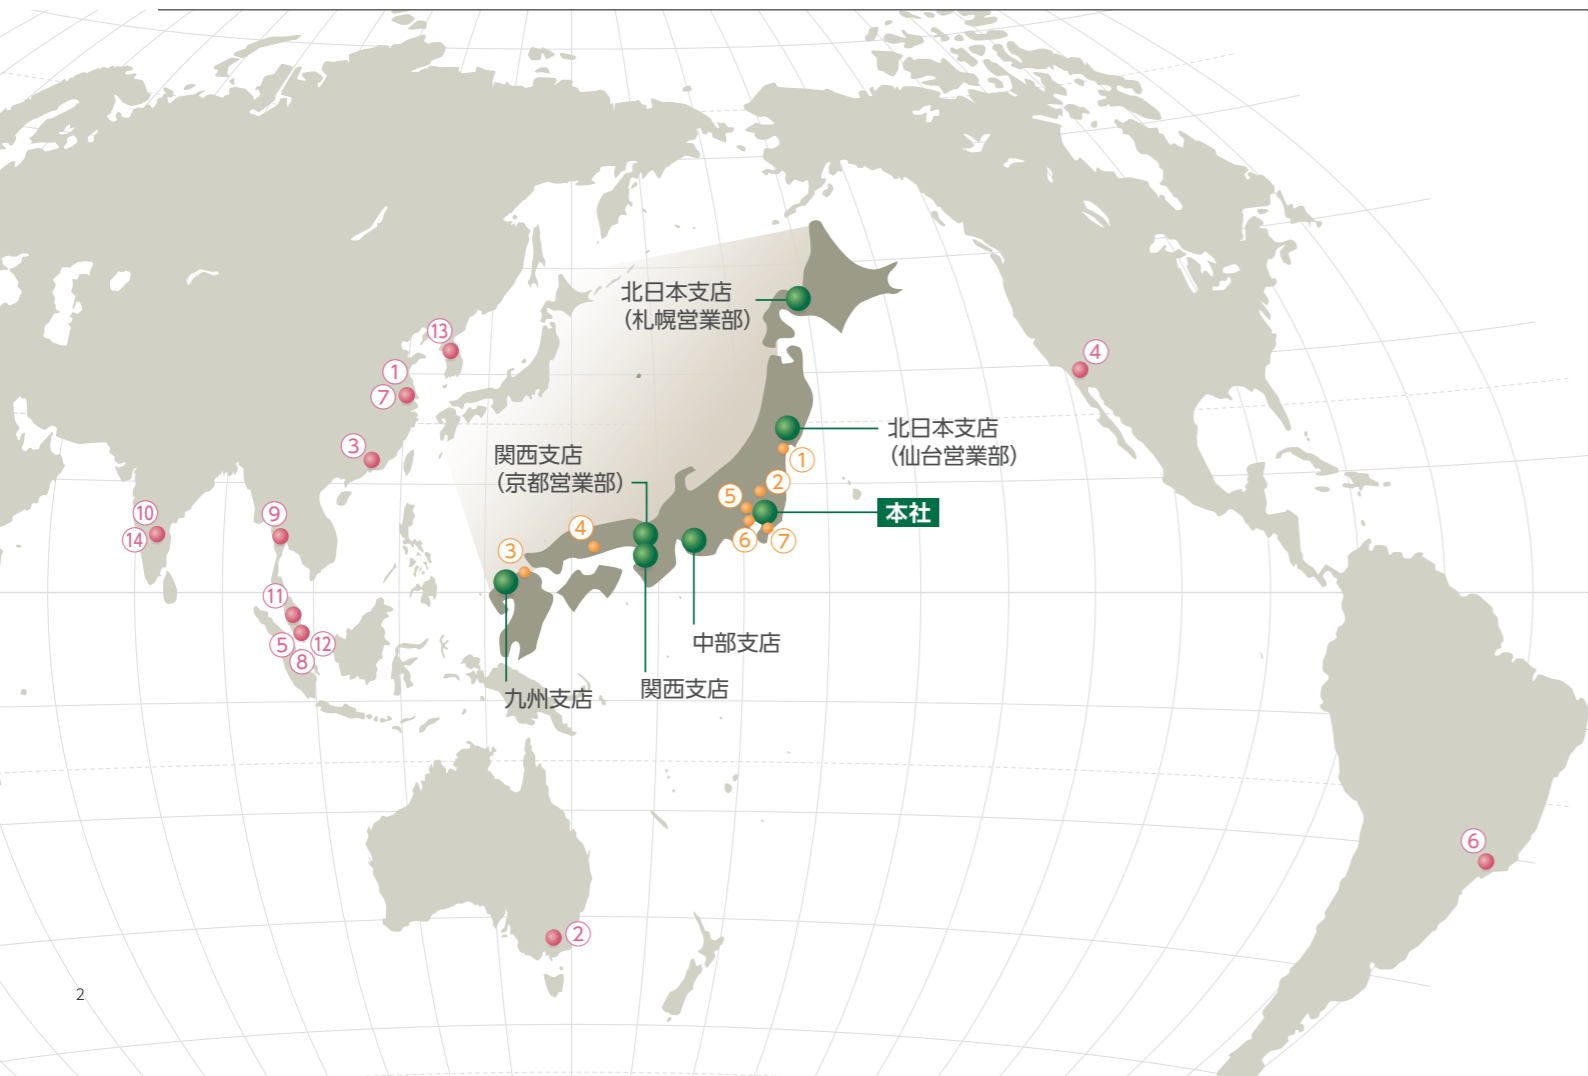 北日本支店
（札幌営業部）
⑬
①
⑦
④
北日本支店
（仙台営業部）
③
関西支店
（京都営業部）
①
②
⑤
本社
⑩
⑭
⑨
④
③
⑥
⑦
⑪
⑤
⑫
⑧
中部支店
関西支店
九州支店
⑥
②
2